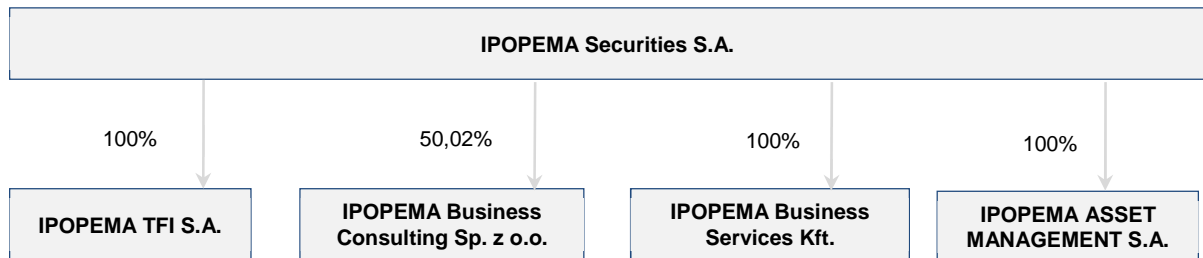 IPOPEMA Securities S.A.
100%
50,02%
100%
100%
IPOPEMA TFI S.A.
IPOPEMA Business
Consulting Sp. z o.o.
IPOPEMA Business
Services Kft.
IPOPEMA ASSET
MANAGEMENT S.A.